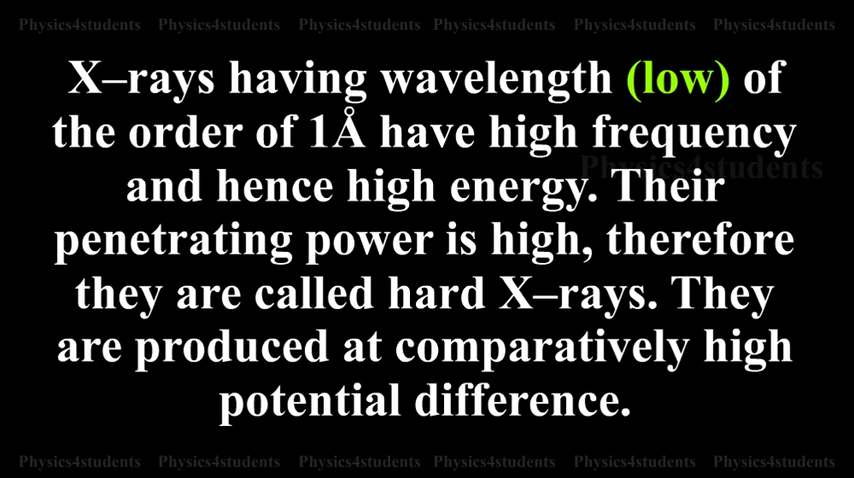 Physics4students Physics4students Physics4students Physics4students Physics4students Physics4students
X–rays having wavelength (low) of
the order of 1Å have high frequency
Physics4students
and hence high energy. Their
penetrating power is high, therefore
they are called hard X–rays. They
are produced at comparatively high
potential difference.
Physics4students Physics4students Physics4students Physics4students Physics4students Physics4students